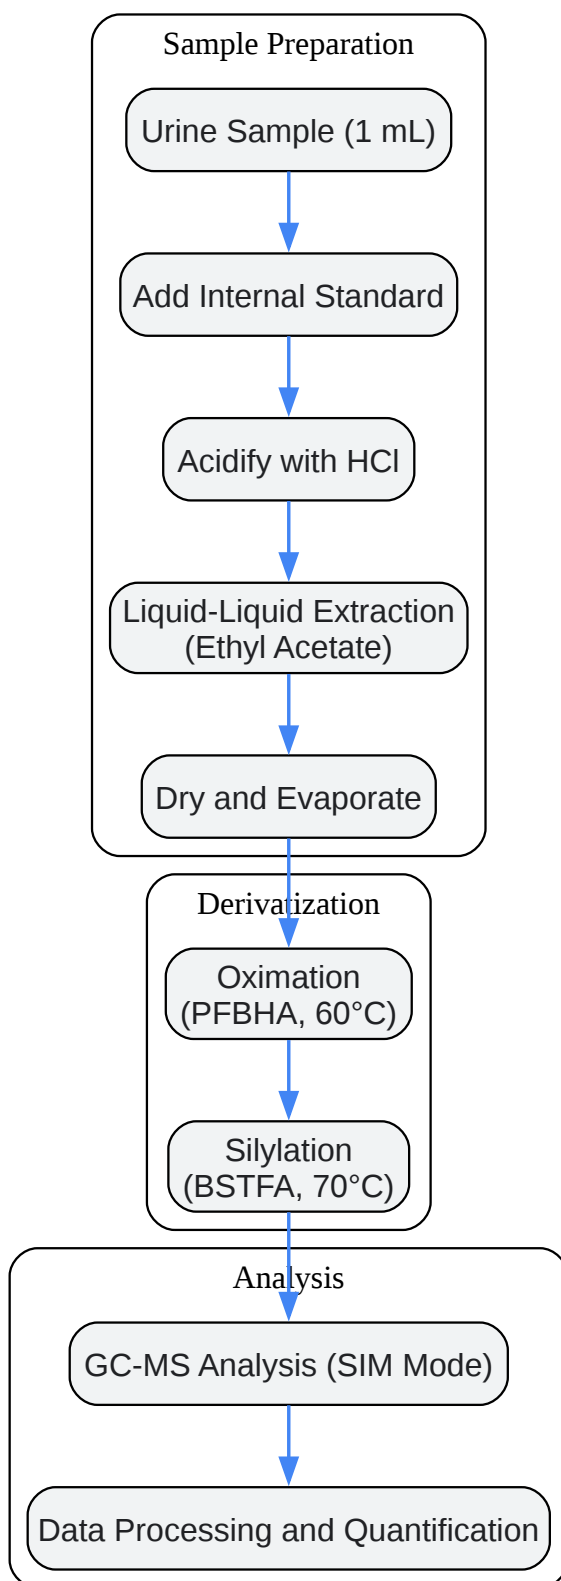 Sample Preparation
Urine Sample (1 mL)
Add Internal Standard
Acidify with HCl
Liquid-Liquid Extraction
(Ethyl Acetate)
Dry and Evaporate
Derivatization
Oximation
(PFBHA, 60°C)
Silylation
(BSTFA, 70°C)
Analysis
GC-MS Analysis (SIM Mode)
Data Processing and Quantification